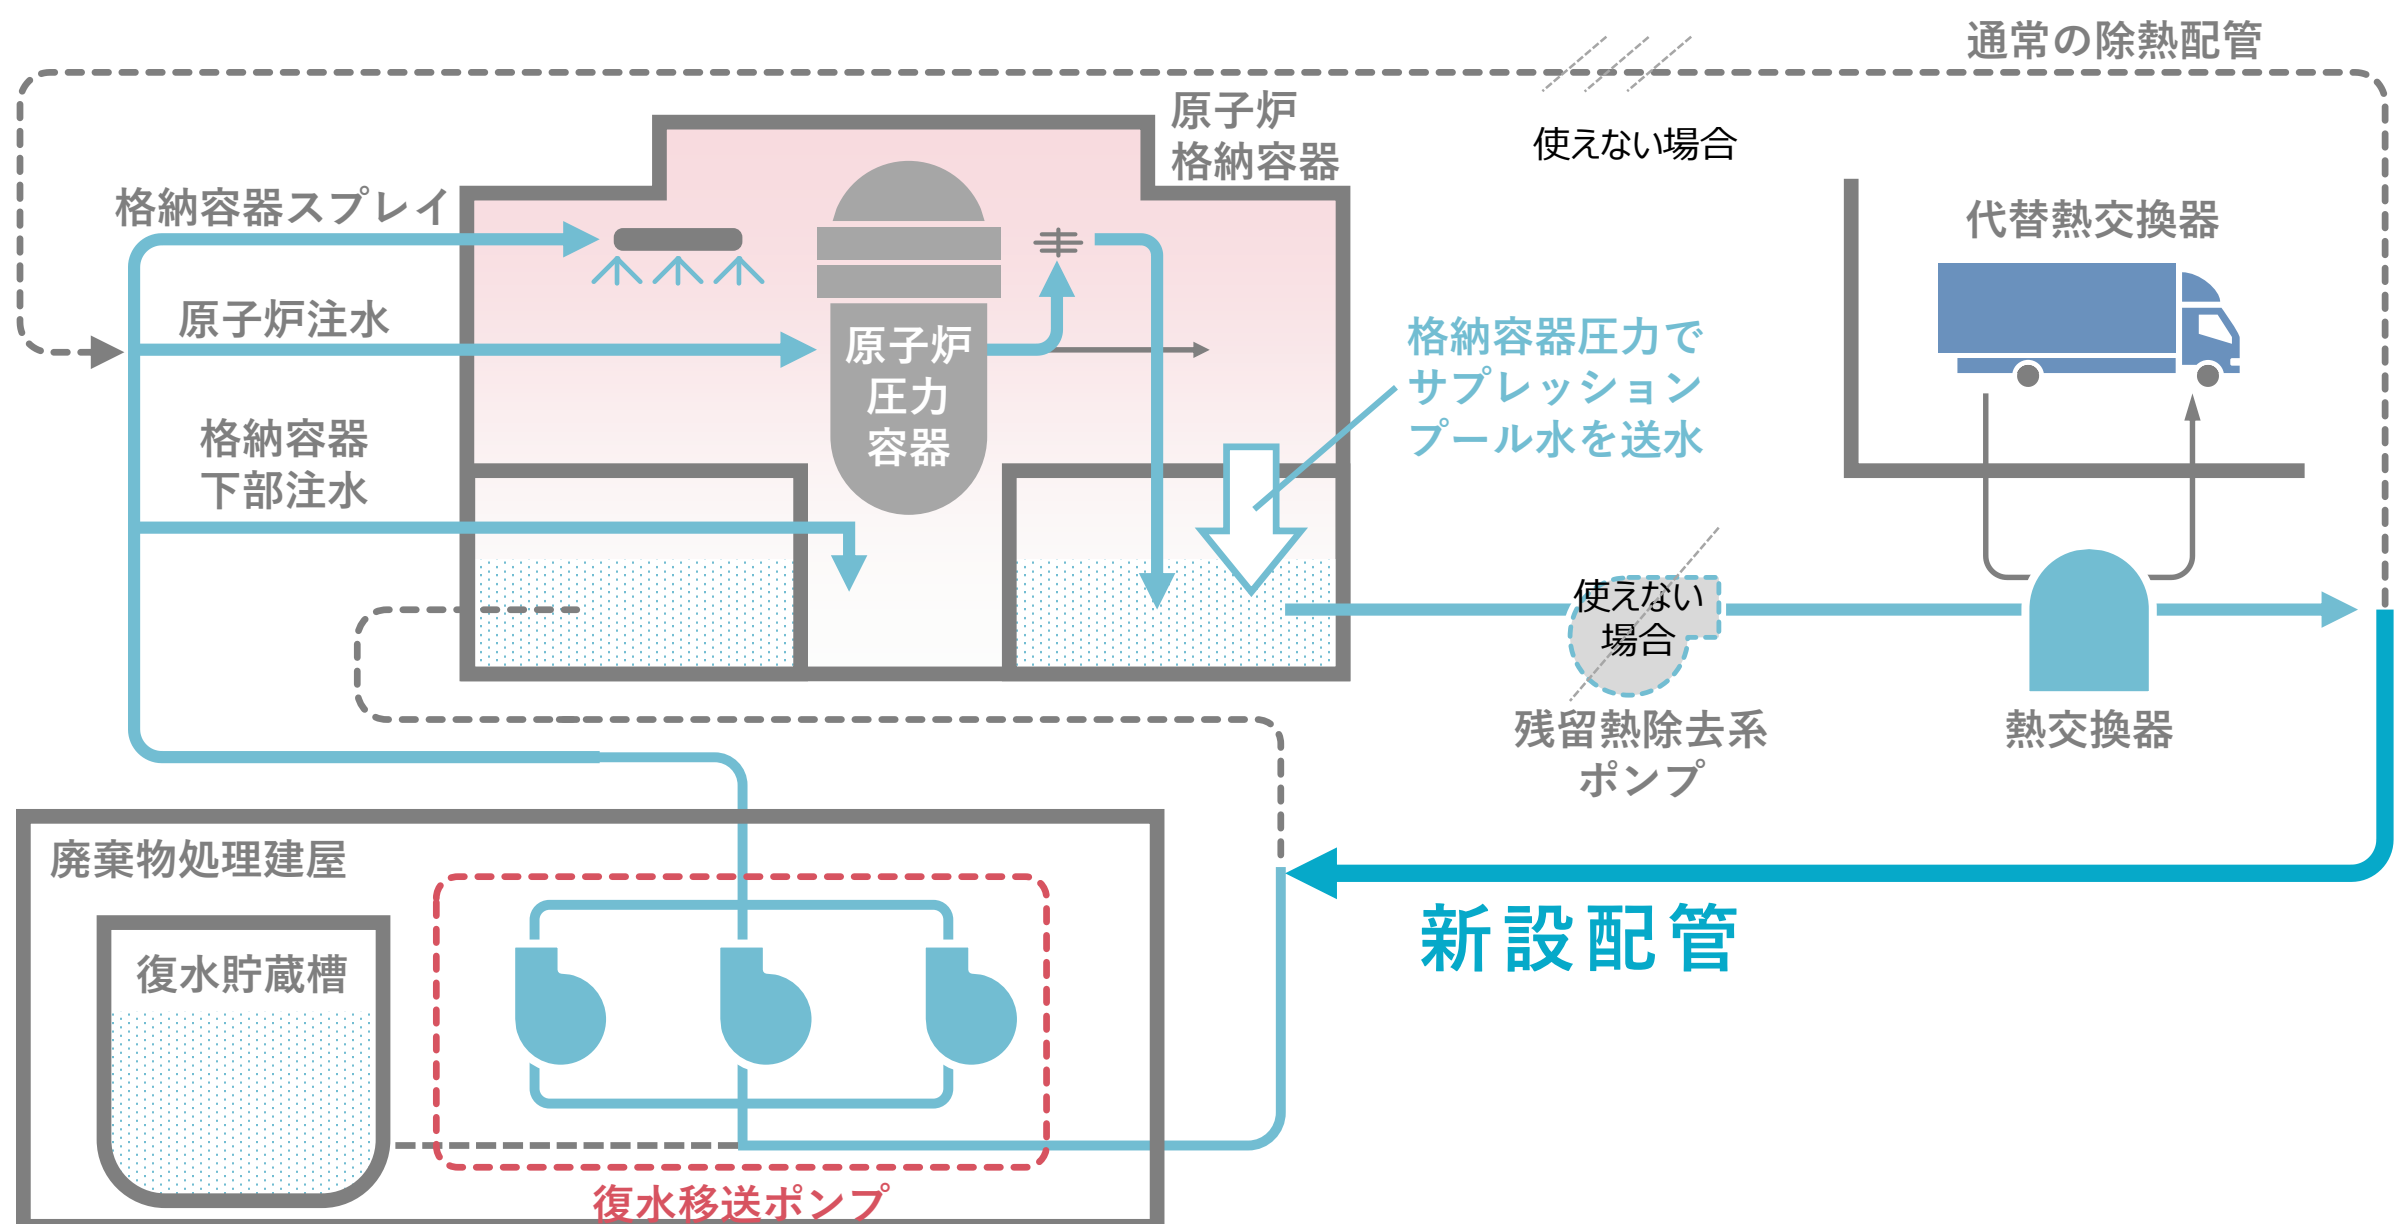 通常の除熱配管
原子炉
格納容器
使えない場合
格納容器スプレイ
代替熱交換器
原子炉注水
原子炉
圧力
容器
格納容器圧力で
サプレッション
プール水を送水
格納容器
下部注水
使えない
場合
残留熱除去系
ポンプ
熱交換器
廃棄物処理建屋
新設配管
復水貯蔵槽
復水移送ポンプ